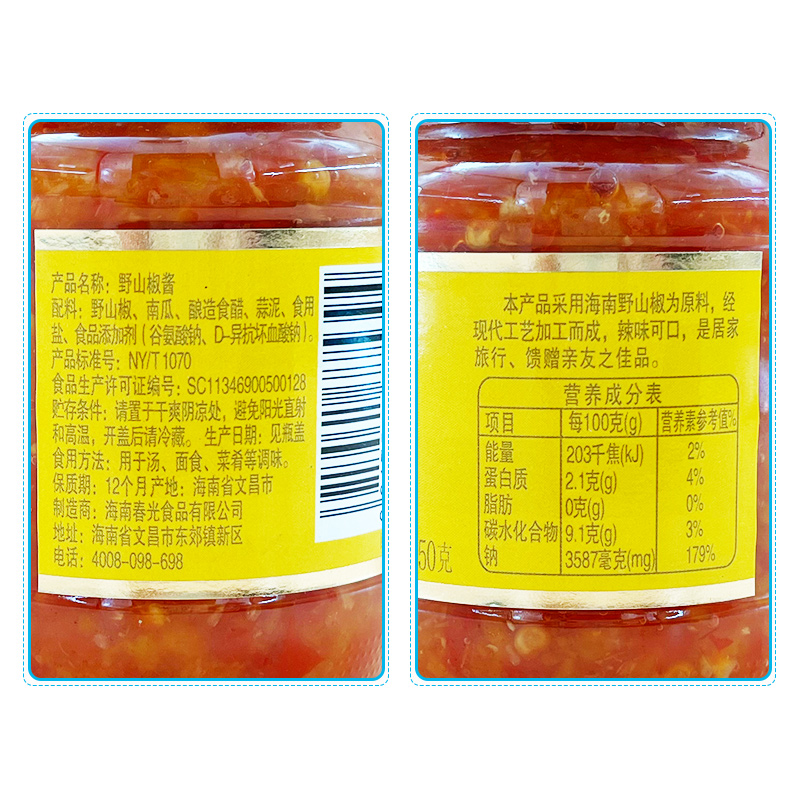 产品名称：野山椒酱
配料：野山椒、南瓜、酿造食醋、蒜泥、食用
盐、食品添加剂（谷氨酸钠、D-异抗坏血酸钠）。
产品标准号：NY/T 1070
食品生产许可证编号：SC11346900500128
贮存条件：请置于干爽阴凉处，避免阳光直射
和高温，开盖后请冷藏。 生产日期：见瓶盖
食用方法：用于汤、面食、菜肴等调味。
保质期：12个月 产地：海南省文昌市
制造商：海南春光食品有限公司
地址：海南省文昌市东郊镇新区
电话：4008-098-698
本产品采用海南野山椒为原料，经
现代工艺加工而成，辣味可口，是居家
旅行、馈赠亲友之佳品。
营养成分表
项目 每100克(g) 营养素参考值%
能量 203千焦(kJ) 2%
蛋白质 2.1克(g) 4%
脂肪 0克(g) 0%
碳水化合物 9.1克(g) 3%
钠 3587毫克(mg) 179%
50克